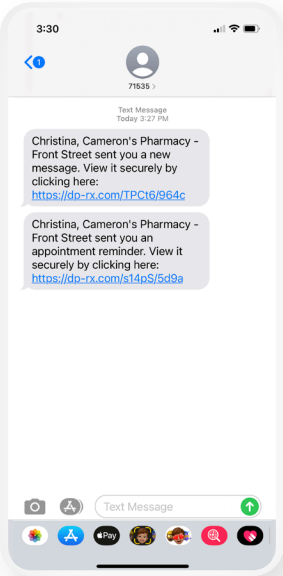 3:30
1
71535 >
Text Message
Today 3:27 PM
Christina, Cameron's Pharmacy -
Front Street sent you a new
message. View it securely by
clicking here:
https://dp-rx.com/TPCt6/964c
Christina, Cameron's Pharmacy -
Front Street sent you an
appointment reminder. View it
securely by clicking here:
https://dp-rx.com/s14pS/5d9a
Text Message
Pay